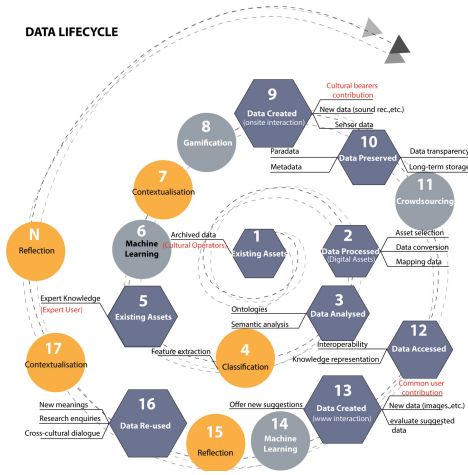 DATA LIFECYCLE
9
Data Created
(onsite interaction)
Cultural bearers
contribution
New data (sound rec.,etc.)
Sensor data
8
Gamification
10
Data Preserved
Paradata
Metadata
Data transparency
Long-term storage
7
Contextualisation
11
Crowdsourcing
N
Reflection
6
Machine
Learning
Archived data
(Cultural Operators)
1
Existing Assets
2
Data Processed
(Digital Assets)
Asset selection
Data conversion
Mapping data
Expert Knowledge
(Expert User)
5
Existing Assets
3
Data Analysed
Ontologies
Semantic analysis
Feature extraction
4
Classification
12
Data Accessed
Interoperability
Knowledge representation
17
Contextualisation
Common user
contribution
New data (images.,etc.)
evaluate suggested
data
13
Data Created
(www interaction)
Offer new suggestions
New meanings
Research enquiries
Cross-cultural dialogue
16
Data Re-used
15
Reflection
14
Machine
Learning